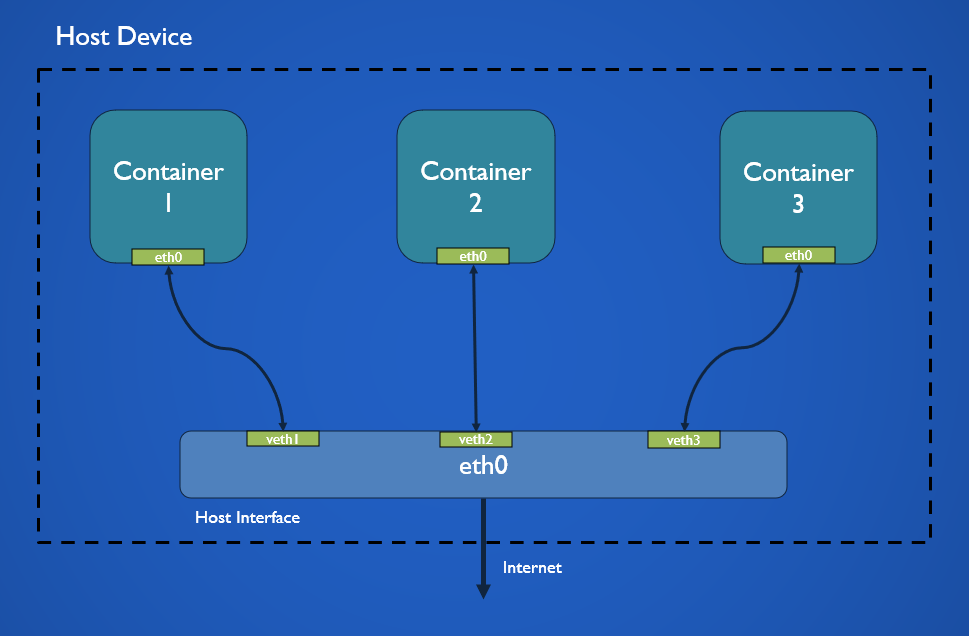 Host Device
Container
1
Container
2
Container
3
eth0
eth0
eth0
veth1
veth2
veth3
eth0
Host Interface
Internet